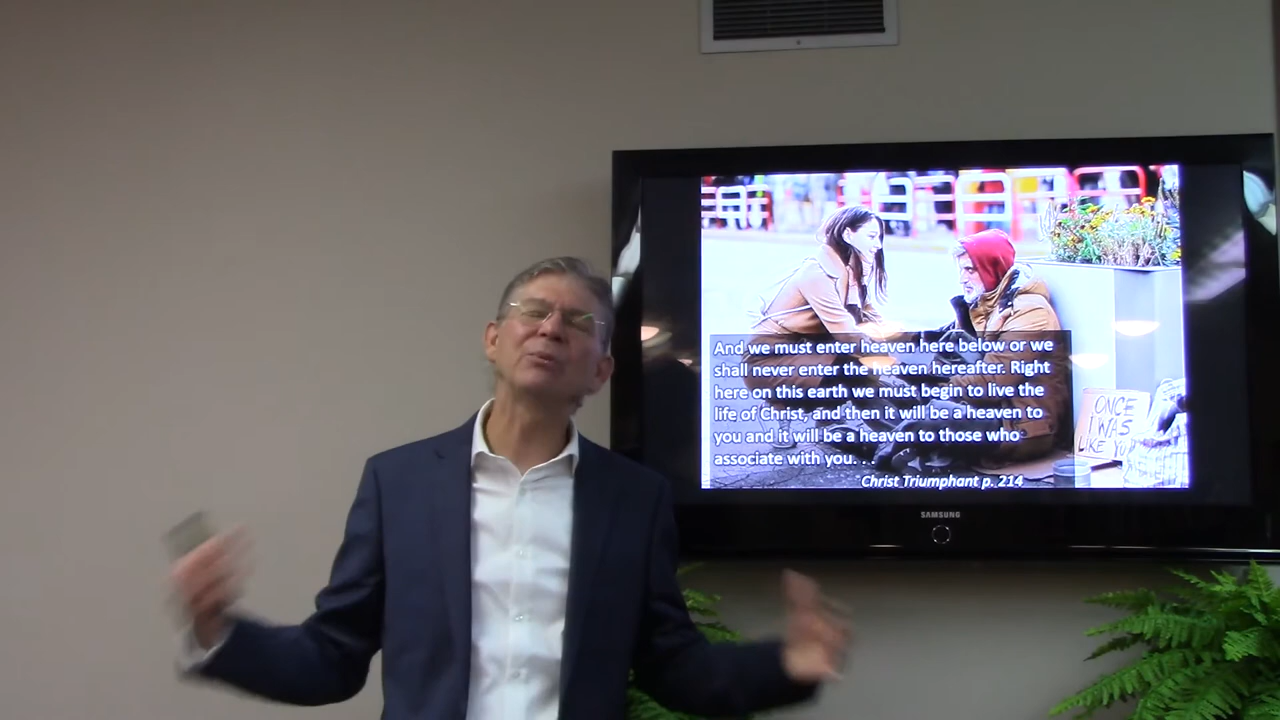 And we must enter heaven here below or we
shall never enter the heaven hereafter. Right
here on this earth we must begin to live the
life of Christ, and then it will be a heaven to
you and it will be a heaven to those who
associate with you. . .
Christ Triumphant p. 214
ONCE
I WAS
LIKE YOU
SAMSUNG